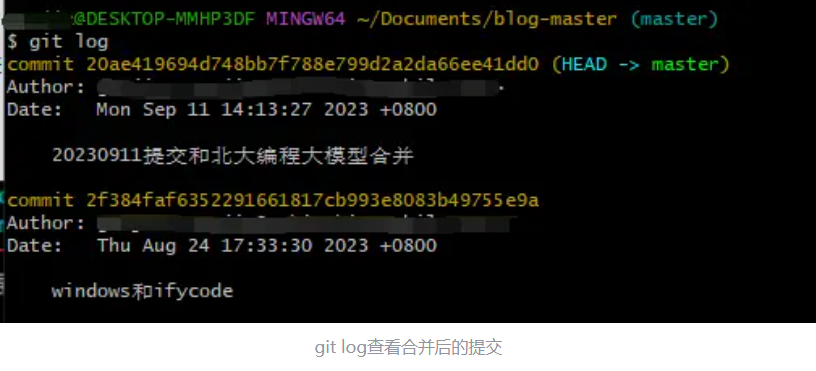 @DESKTOP-MMHP3DF MINGW64 ~/Documents/blog-master (master)
$ git log
commit 20ae419694d748bb7f788e799d2a2da66ee41dd0 (HEAD -> master)
Author:
Date:   Mon Sep 11 14:13:27 2023 +0800
20230911提交和北大编程大模型合并
commit 2f384faf6352291661817cb993e8083b49755e9a
Author:
Date:   Thu Aug 24 17:33:30 2023 +0800
windows和ifycode
git log查看合并后的提交